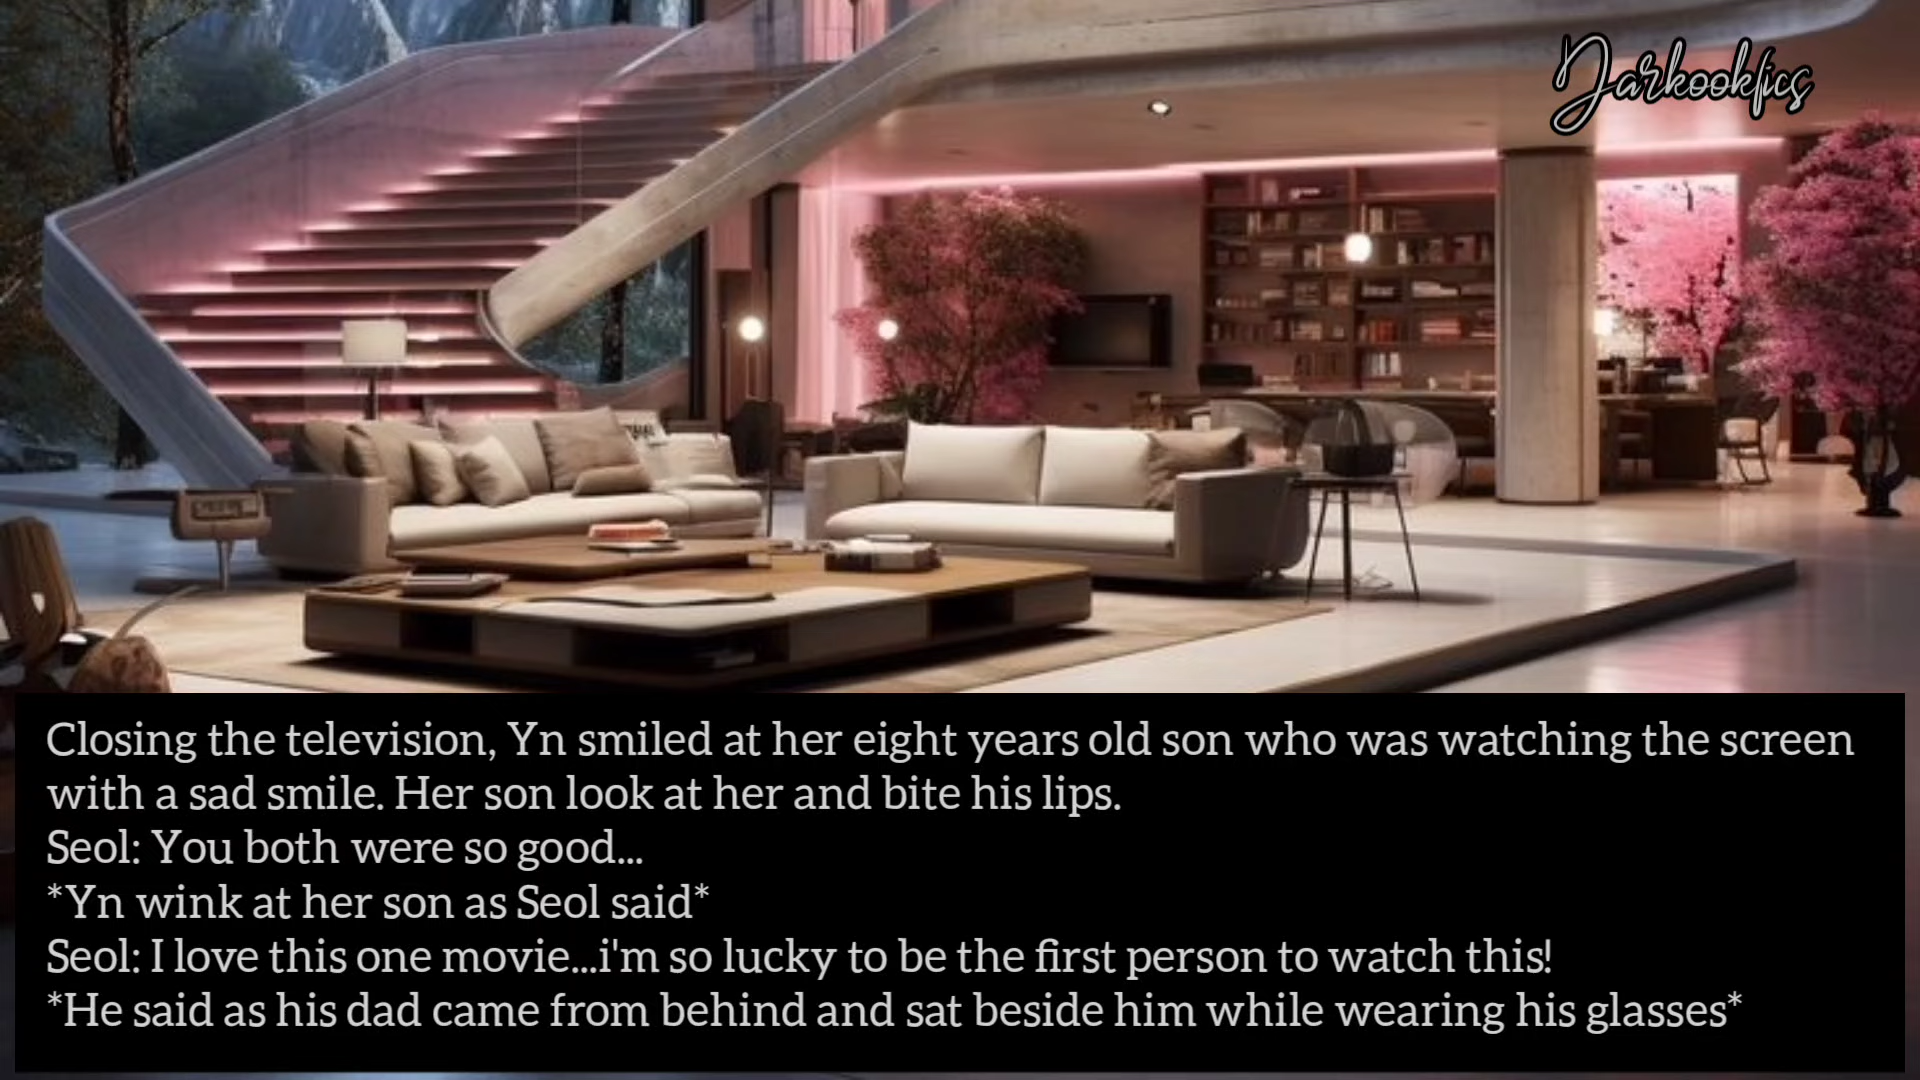 Darkookfics
Closing the television, Yn smiled at her eight years old son who was watching the screen
with a sad smile. Her son look at her and bite his lips.
Seol: You both were so good...
*Yn wink at her son as Seol said*
Seol: I love this one movie...i'm so lucky to be the first person to watch this!
*He said as his dad came from behind and sat beside him while wearing his glasses*